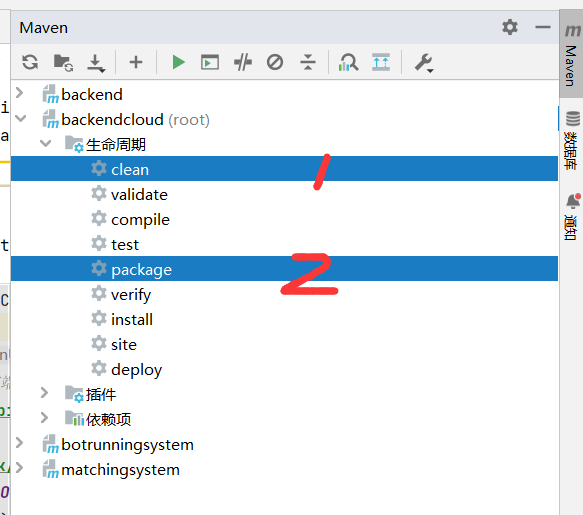 Maven
backend
backendcloud (root)
生命周期
clean
1
validate
compile
test
package
2
verify
install
site
deploy
插件
依赖项
botrunningsystem
matchingsystem
m
Maven
数据库
通知